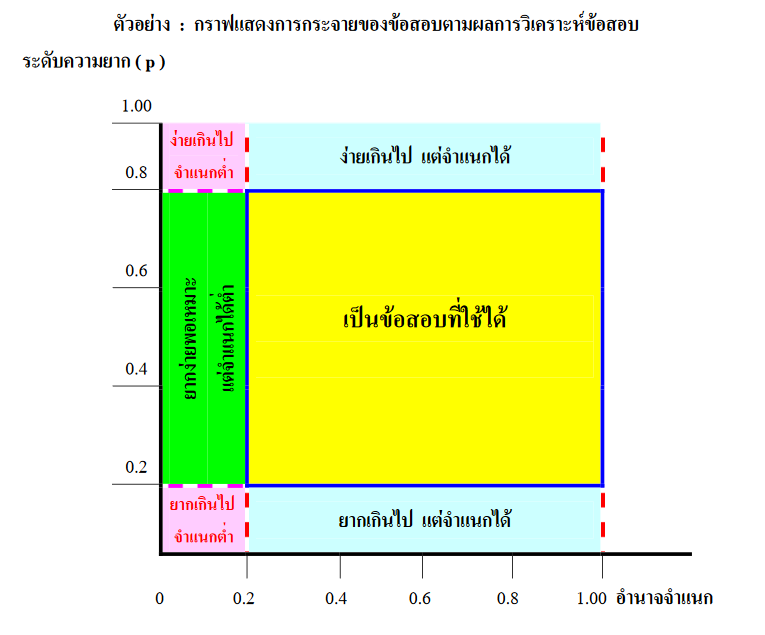 ตัวอย่าง : กราฟแสดงการกระจายของข้อสอบตามผลการวิเคราะห์ข้อสอบ
ระดับความยาก ( p )
1.00
ง่ายเกินไป
จำแนกต่ำ
ง่ายเกินไป แต่จำแนกได้
0.8
0.6
ยากง่ายพอเหมาะ
แต่จำแนกได้ต่ำ
เป็นข้อสอบที่ใช้ได้
0.4
0.2
ยากเกินไป
จำแนกต่ำ
ยากเกินไป แต่จำแนกได้
0 0.2 0.4 0.6 0.8 1.00 อำนาจจำแนก